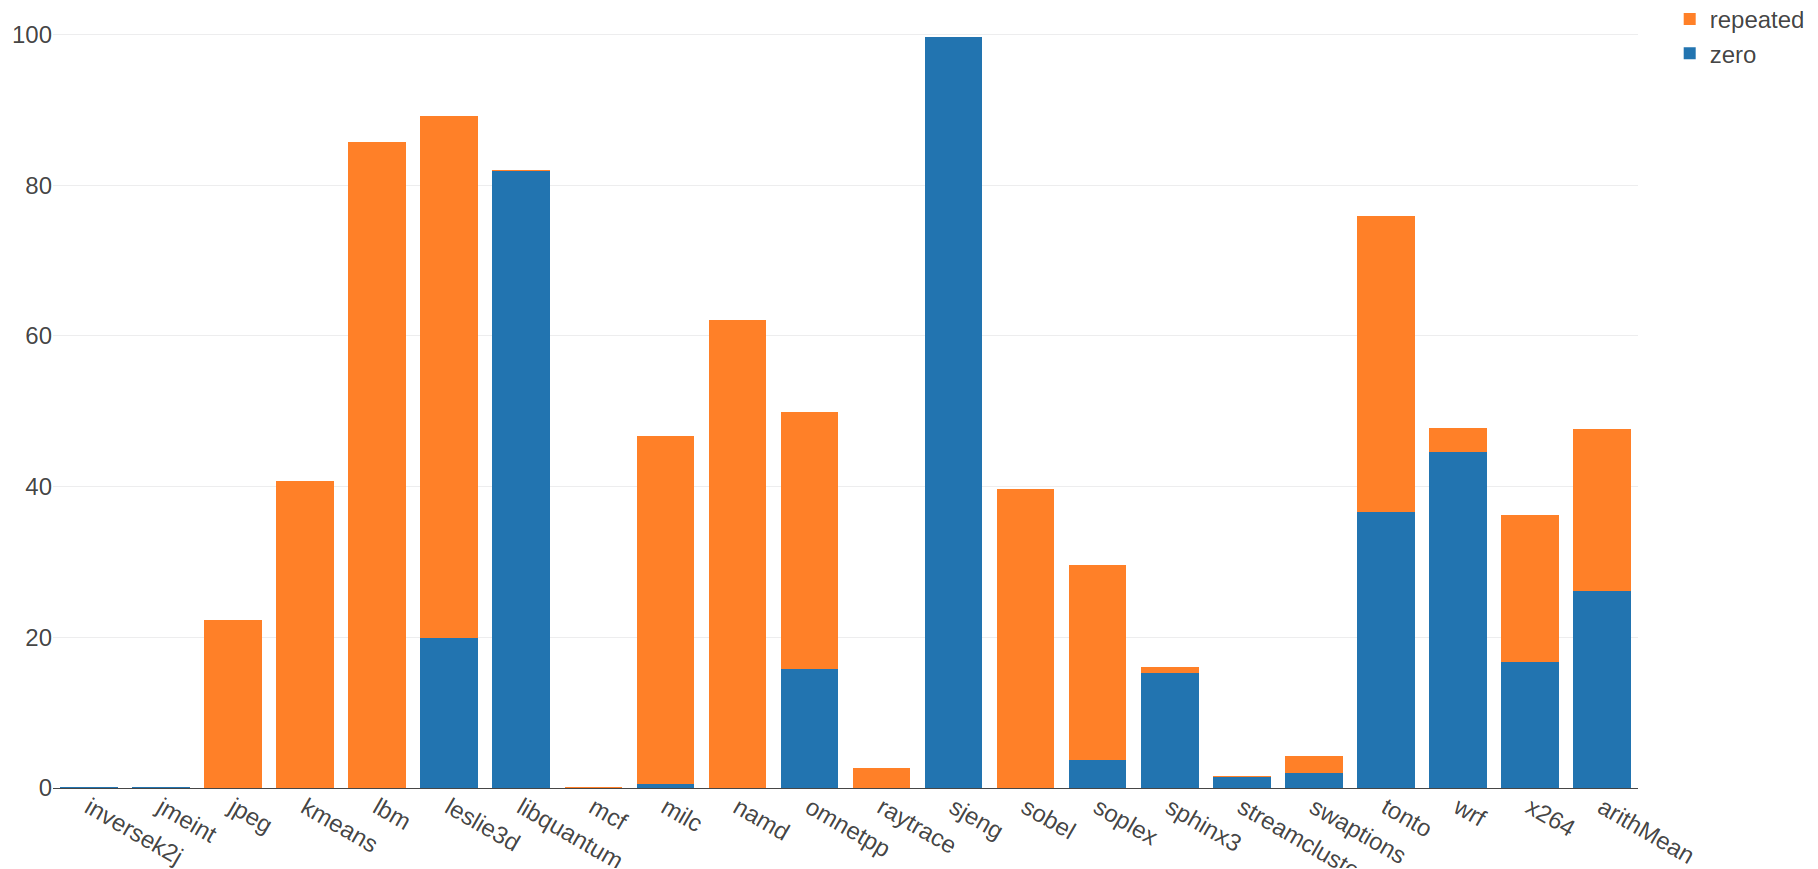 repeated
zero
100
80
60
40
20
0
inversek2j
jmeint
jpeg
kmeans
lbm
leslie3d
libquantum
mcf
milc
namd
omnetpp
raytrace
sjeng
sobel
soplex
sphinx3
swaptions
tonto
wrf
x264
arithMean